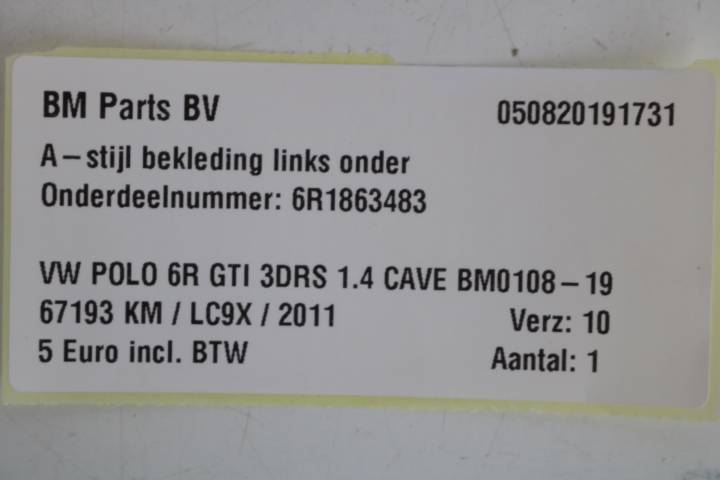 BM Parts BV 050820191731
A-stijl bekleding links onder
Onderdeelnummer: 6R1863483
VW POLO 6R GTI 3DRS 1.4 CAVE BM0108-19
67193 KM / LC9X / 2011 Verz: 10
5 Euro incl. BTW Aantal: 1